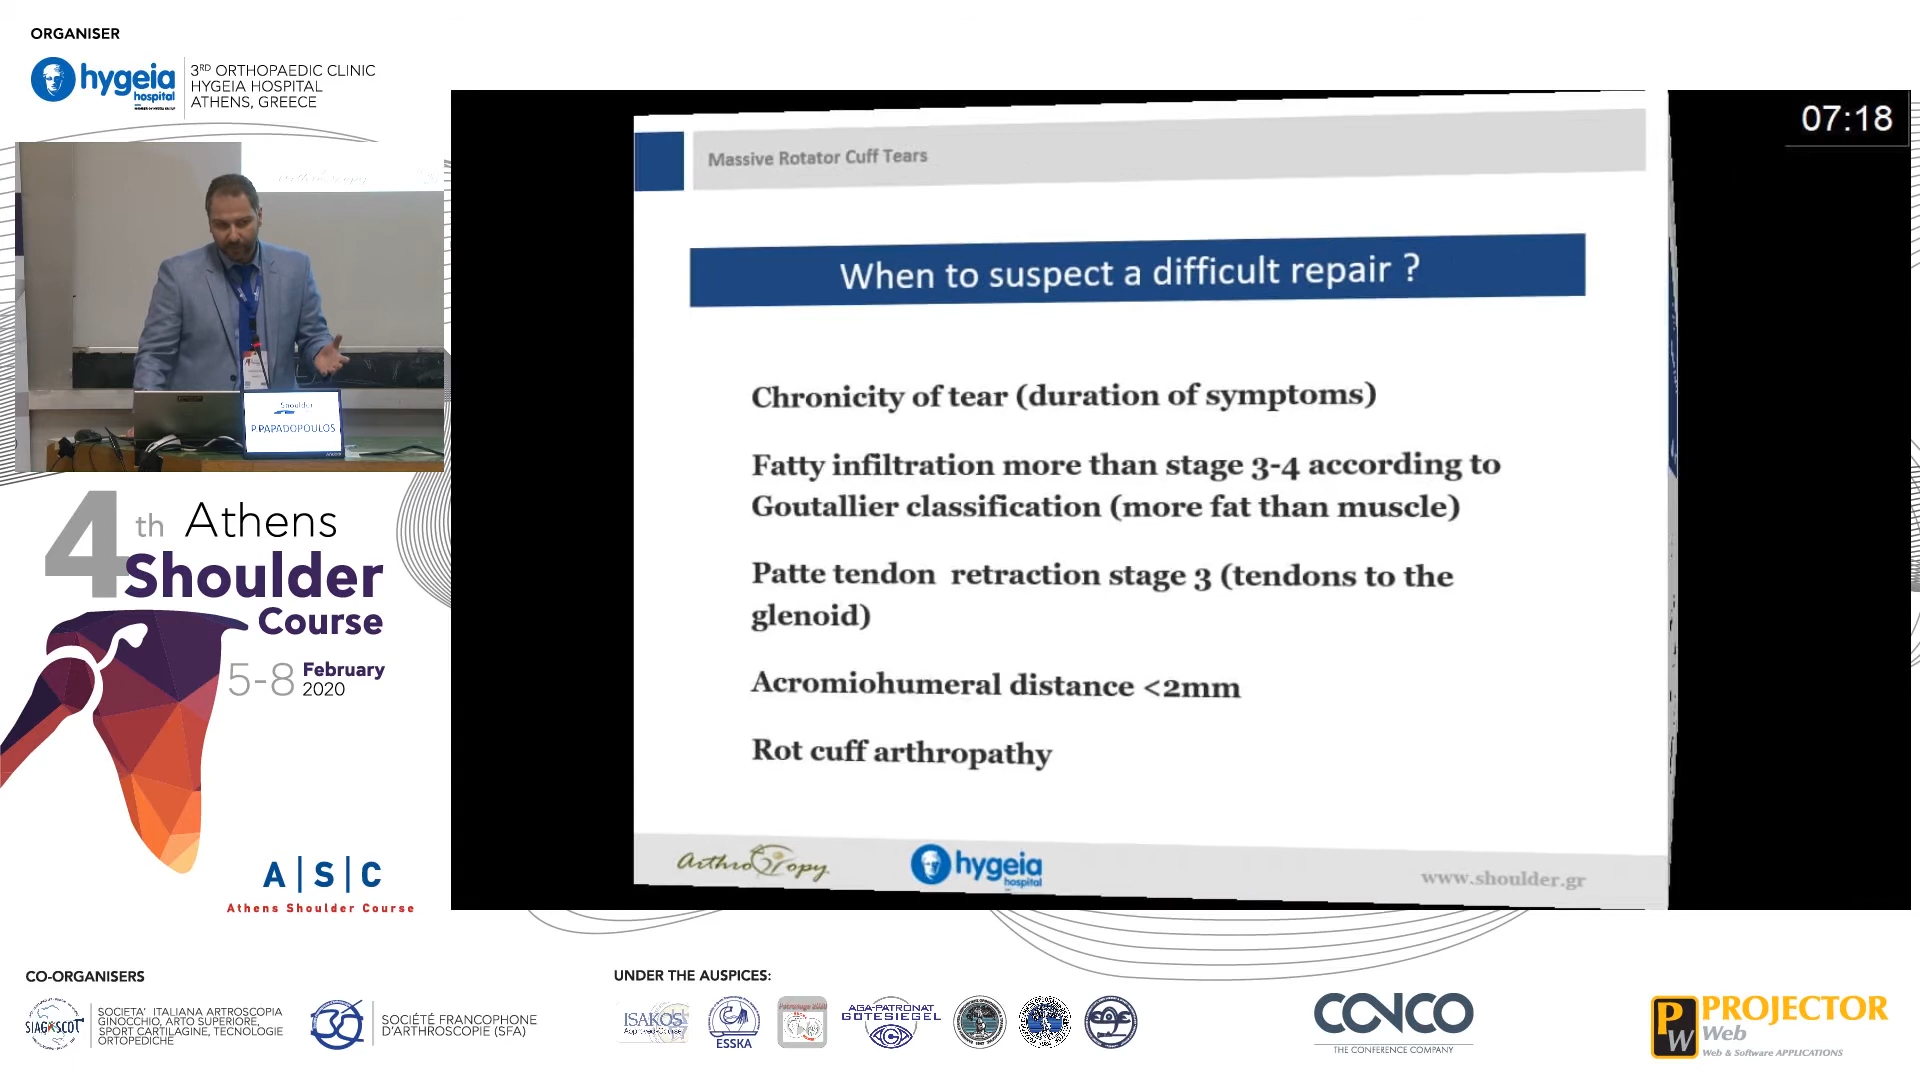 ORGANISER
hygeia
hospital
3RD ORTHOPAEDIC CLINIC
HYGEIA HOSPITAL
ATHENS, GREECE
07:18
Massive Rotator Cuff Tears
When to suspect a difficult repair ?
Chronicity of tear (duration of symptoms)
Fatty infiltration more than stage 3-4 according to
Goutallier classification (more fat than muscle)
Patte tendon retraction stage 3 (tendons to the
glenoid)
Acromiohumeral distance <2mm
Rot cuff arthropathy
hygeia
hospital
www.shoulder.gr
Shoulder
P.PAPADOPOULOS
4th Athens
Shoulder
Course
5-8 February
2020
A|S|C
Athens Shoulder Course
CO-ORGANISERS
SIAGASCOT
SOCIETA' ITALIANA ARTROSCOPIA
GINOCCHIO, ARTO SUPERIORE,
SPORT CARTILAGINE, TECNOLOGIE
ORTOPEDICHE
SOCIÉTÉ FRANCOPHONE
D'ARTHROSCOPIE (SFA)
UNDER THE AUSPICES:
ISAKOS
ESSKA
Patronage 2020
AGA-PATRONAT
GÜTESIEGEL
CONCO
THE CONFERENCE COMPANY
PW
PROJECTOR
Web
Web & Software APPLICATIONS